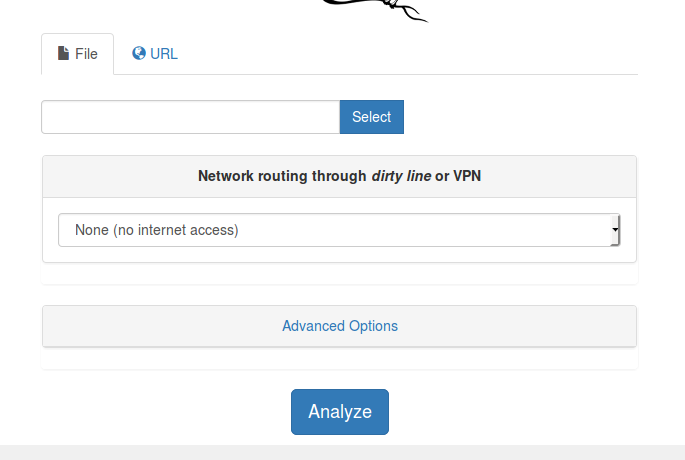 File URL
Select
Network routing through dirty line or VPN
None (no internet access)
Advanced Options
Analyze